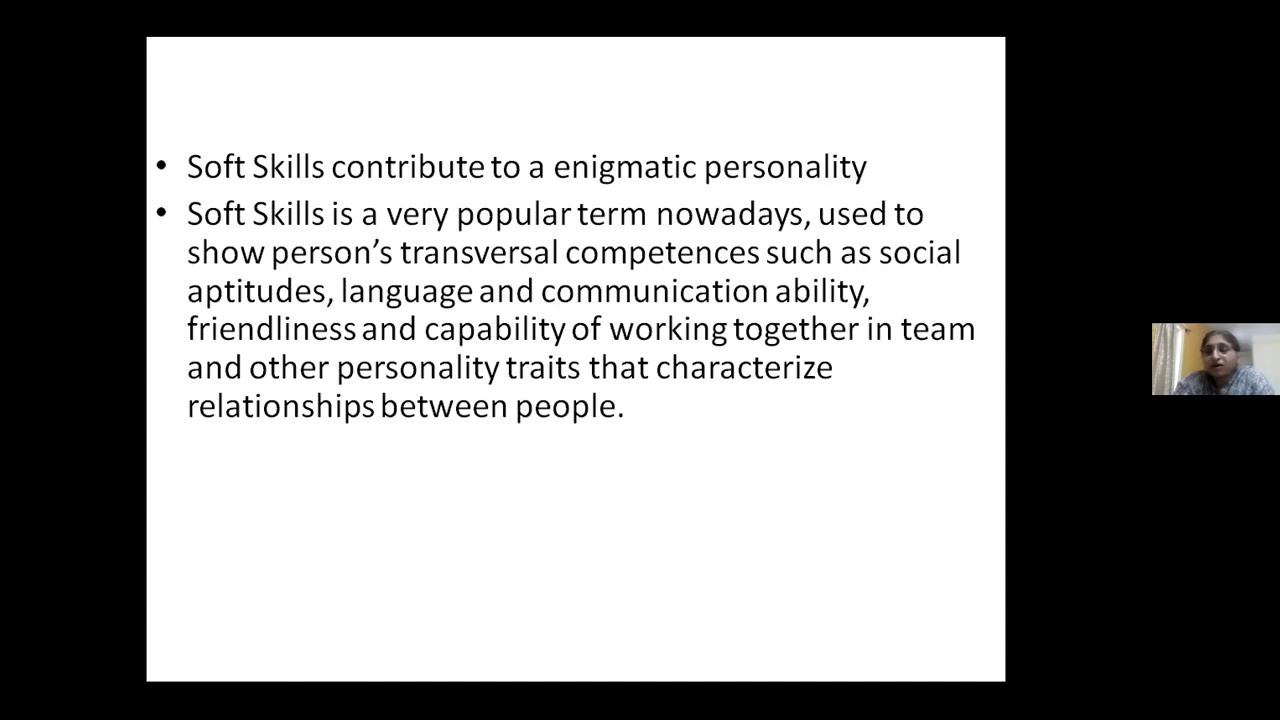 • Soft Skills contribute to a enigmatic personality
• Soft Skills is a very popular term nowadays, used to
show person’s transversal competences such as social
aptitudes, language and communication ability,
friendliness and capability of working together in team
and other personality traits that characterize
relationships between people.